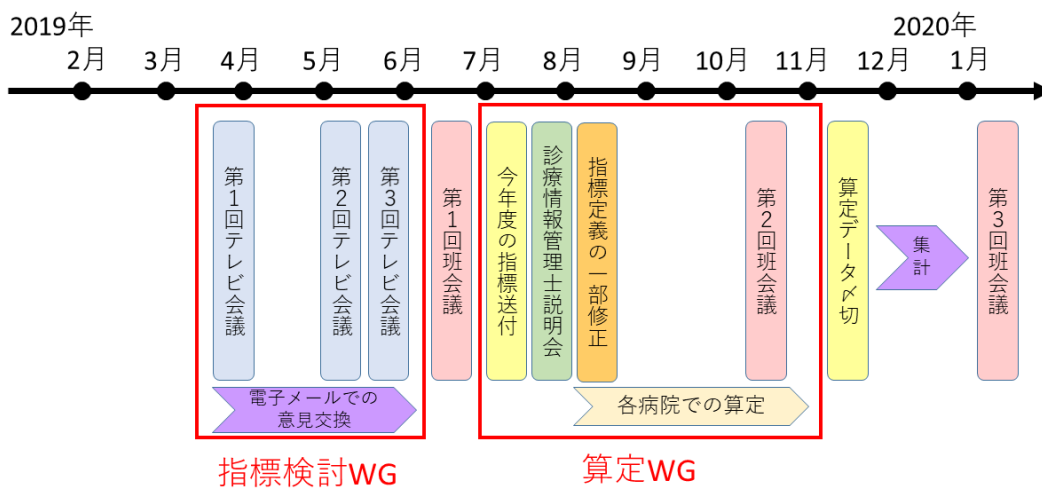 2019年
2020年
2月
3月
4月
5月
6月
7月
8月
9月
10月
11月
12月
1月
第1回テレビ会議
第2回テレビ会議
第3回テレビ会議
第1回班会議
今年度の指標送付
診療情報管理士説明会
指標定義の一部修正
第2回班会議
算定データ〆切
集計
第3回班会議
電子メールでの
意見交換
各病院での算定
指標検討WG
算定WG